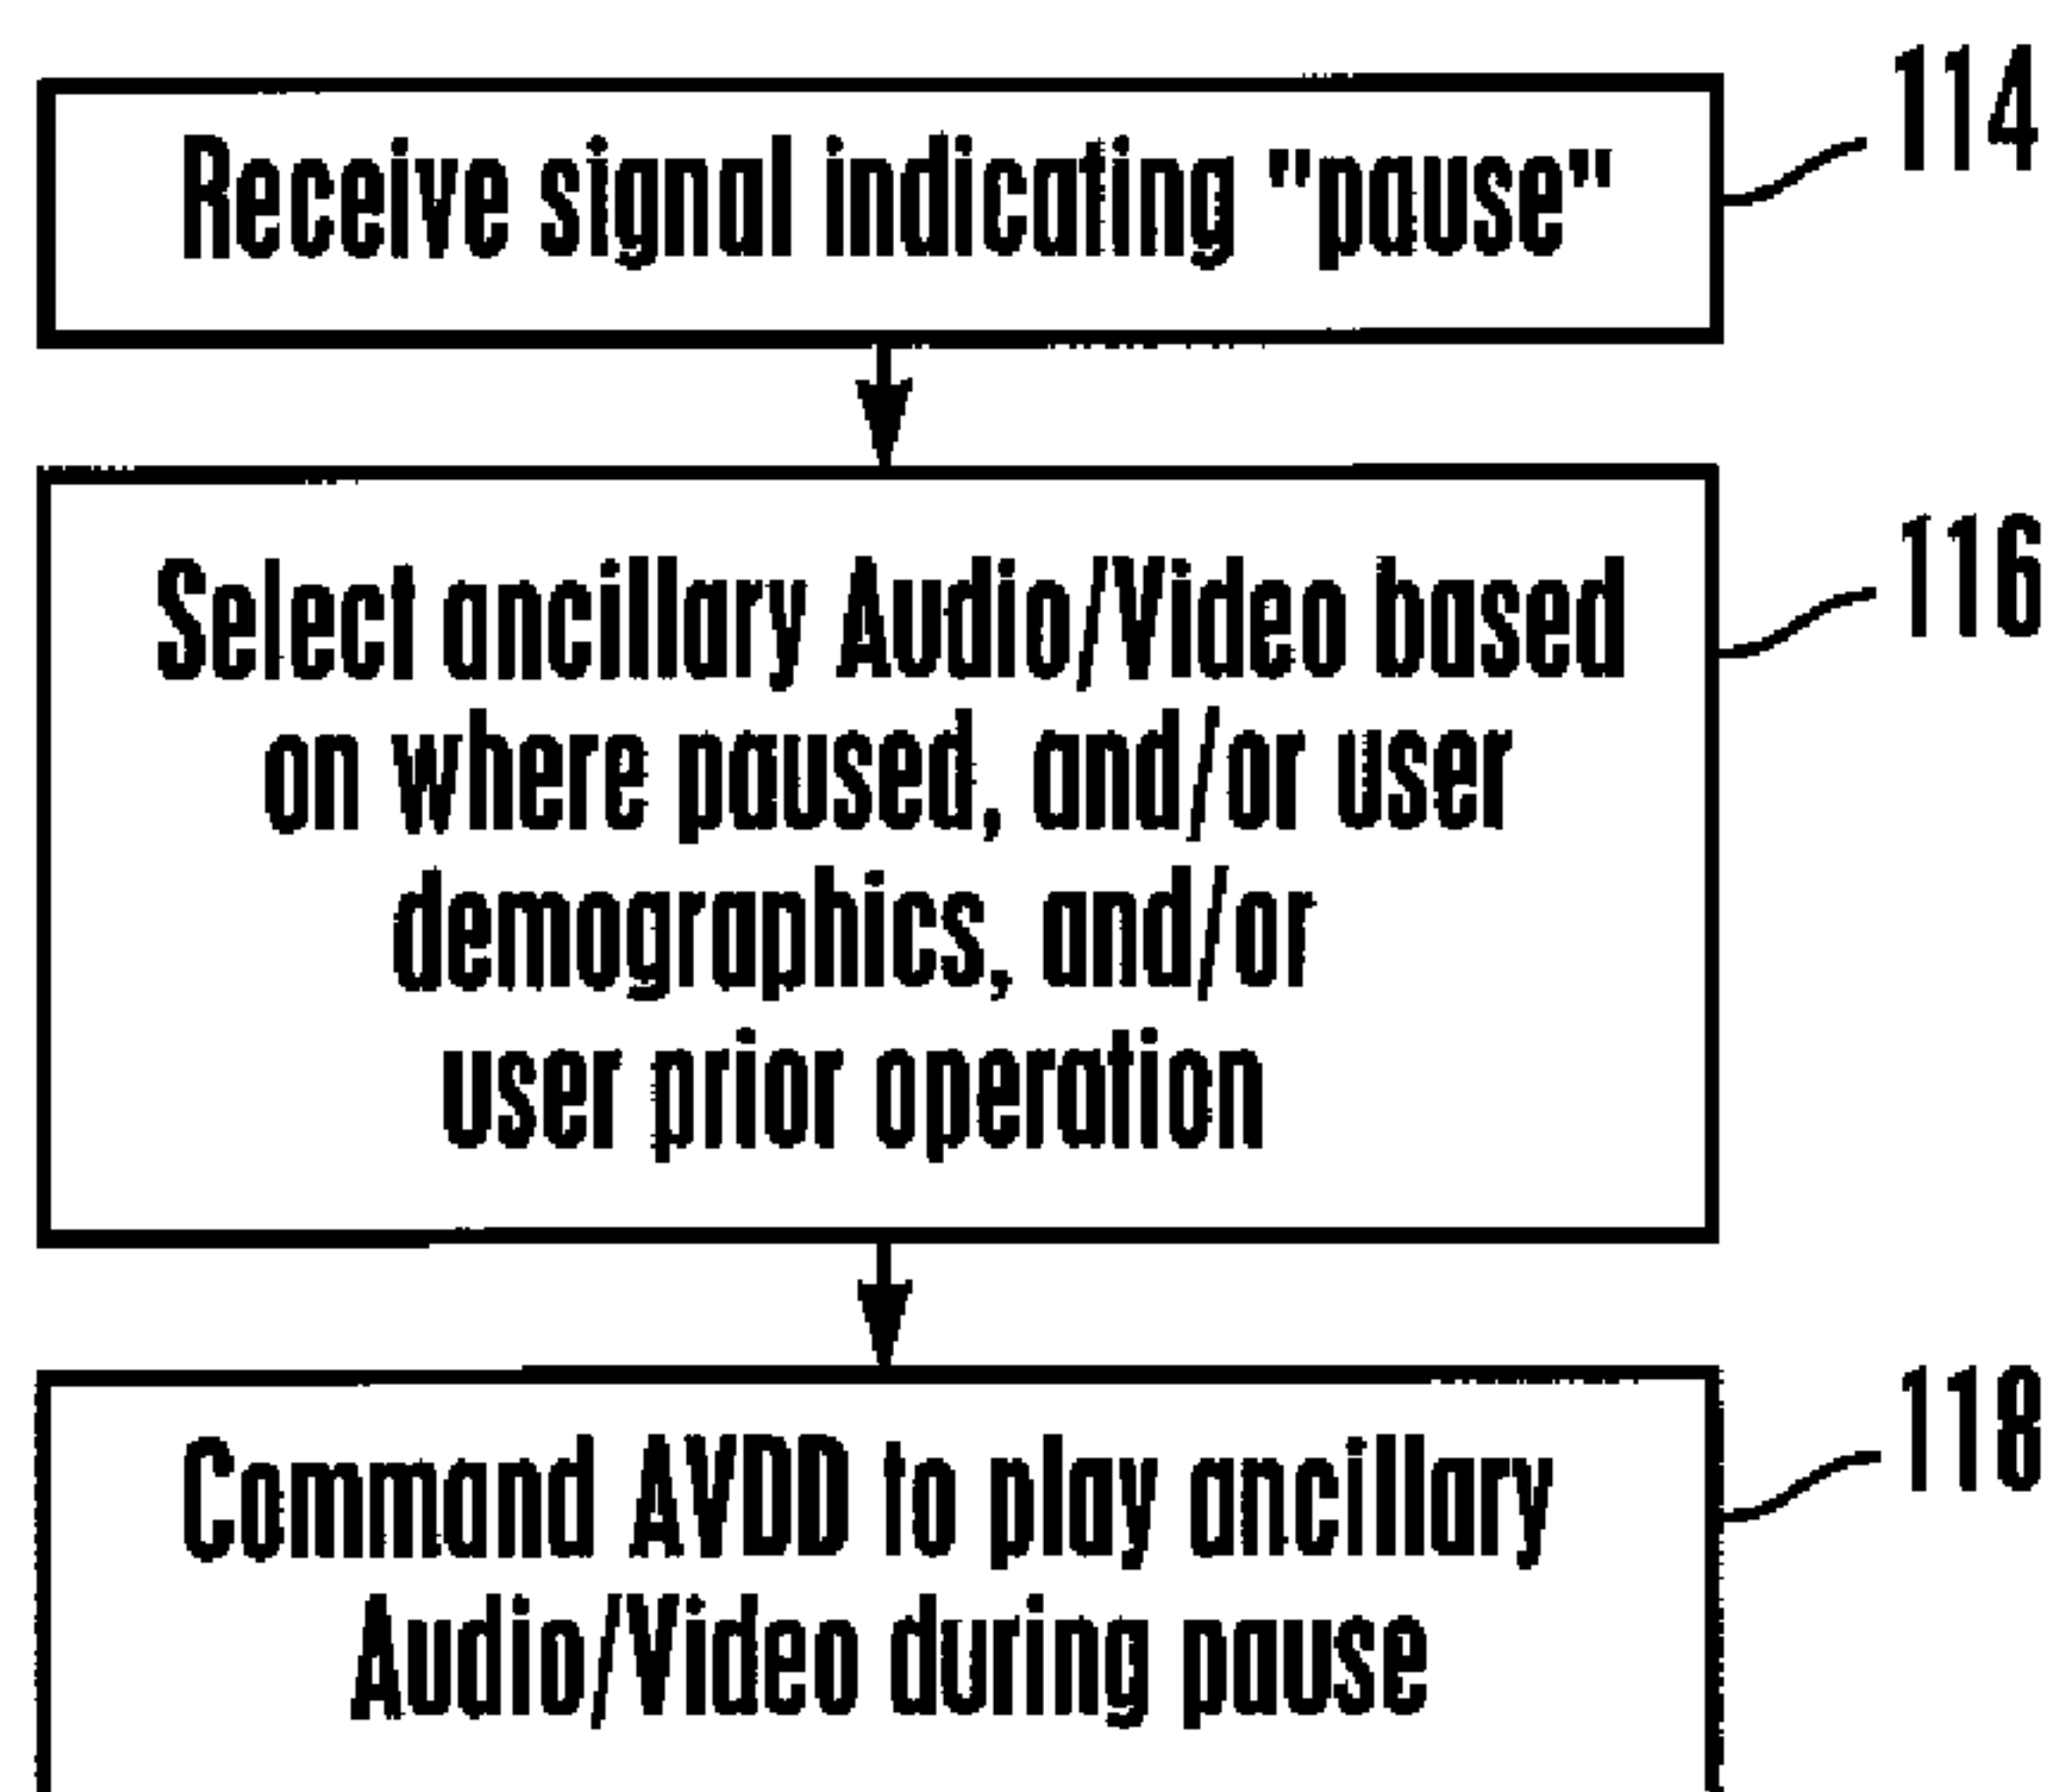 Receive signal indicating "pause"
114
Select ancillary Audio/Video based
on where paused, and/or user
demographics, and/or
user prior operation
116
Command AVDD to play ancillary
Audio/Video during pause
118